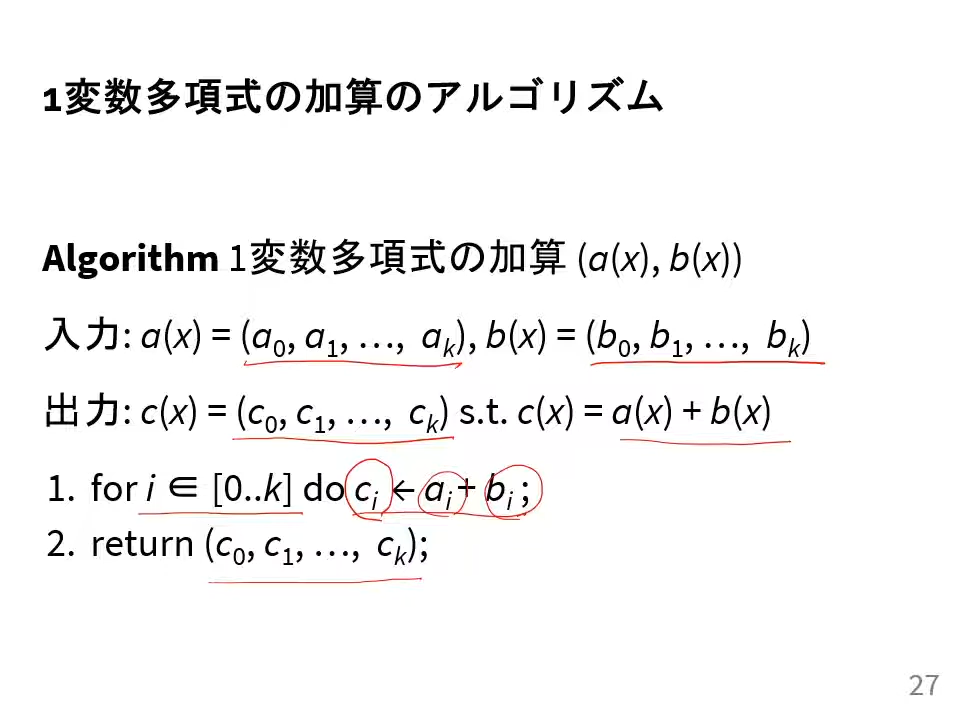 1変数多項式の加算のアルゴリズム
Algorithm 1変数多項式の加算 (a(x), b(x))
入力: a(x) = (a₀, a₁, …, aₖ), b(x) = (b₀, b₁, …, bₖ)
出力: c(x) = (c₀, c₁, …, cₖ) s.t. c(x) = a(x) + b(x)
1. for i ∈ [0..k] do cᵢ ← aᵢ + bᵢ ;
2. return (c₀, c₁, …, cₖ);
27